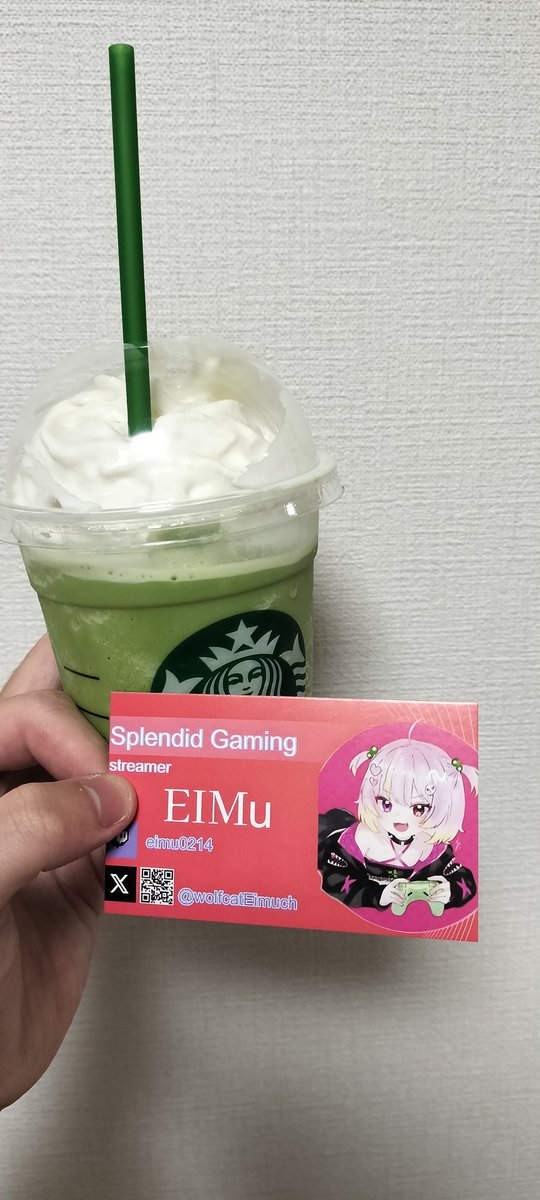 Splendid Gaming
streamer
EIMu
eimu0214
X
@wolfcatEimuch